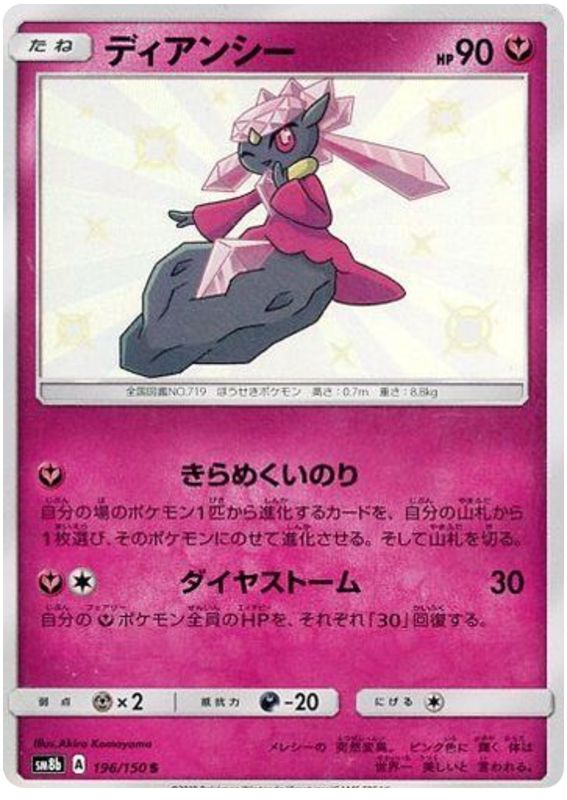 たね ディアンシー HP90
全国図鑑NO.719 ほうせきポケモン 高さ:0.7m 重さ:8.8kg
きらめくいのり
自分の場のポケモン1匹から進化するカードを、自分の山札から
1枚選び、そのポケモンにのせて進化させる。そして山札を切る。
ダイヤストーム 30
自分のポケモン全員のHPを、それぞれ「30」回復する。
弱点 ×2 抵抗力 -20 にげる
Illus.Akira Komayama
SM8b A 196/150 S
メレシーの 突然変異。 ピンク色に 輝く 体は
世界一 美しいと 言われる。